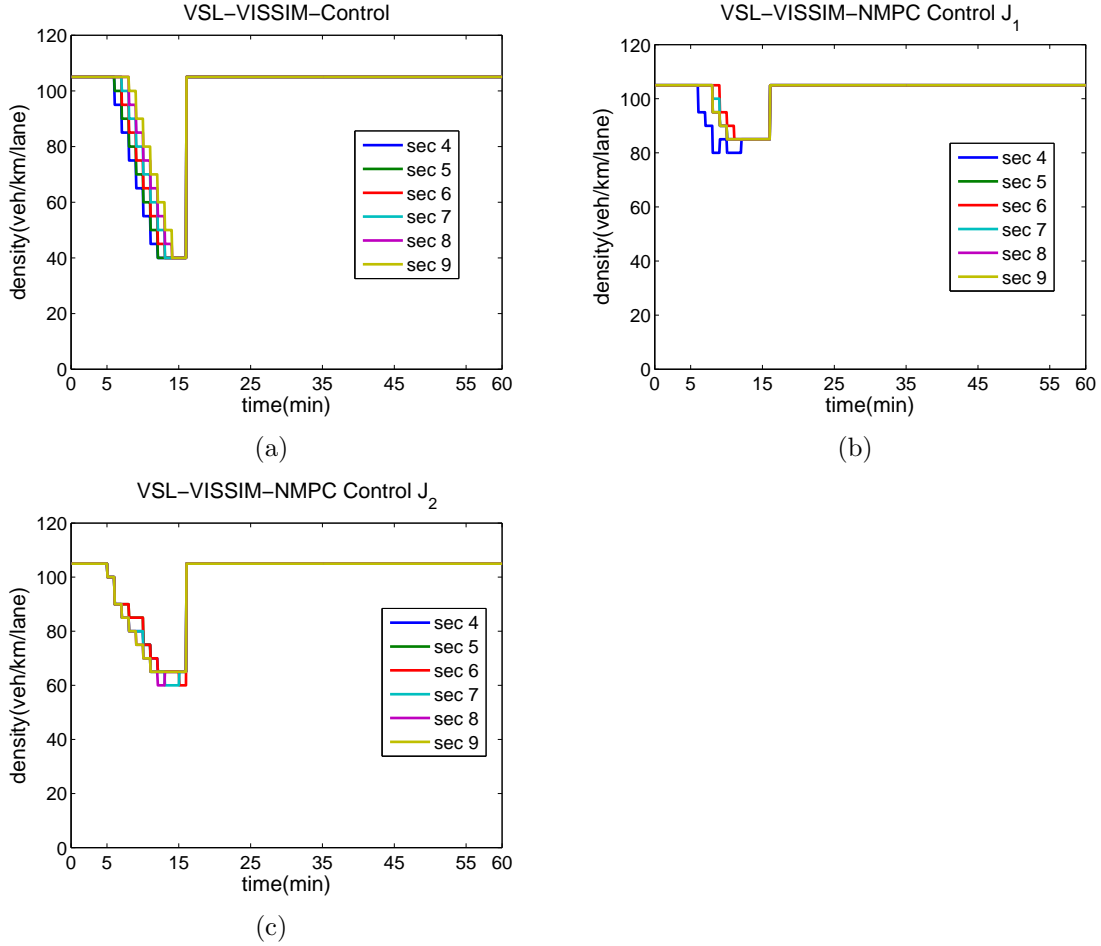 VSL−VISSIM−Control
120
100
80
60
40
20
0
density(veh/km/lane)
sec 4
sec 5
sec 6
sec 7
sec 8
sec 9
0 5 15 25 35 45 55 60
time(min)
(a)
VSL−VISSIM−NMPC Control J_1
120
100
80
60
40
20
0
density(veh/km/lane)
sec 4
sec 5
sec 6
sec 7
sec 8
sec 9
0 5 15 25 35 45 55 60
time(min)
(b)
VSL−VISSIM−NMPC Control J_2
120
100
80
60
40
20
0
density(veh/km/lane)
sec 4
sec 5
sec 6
sec 7
sec 8
sec 9
0 5 15 25 35 45 55 60
time(min)
(c)